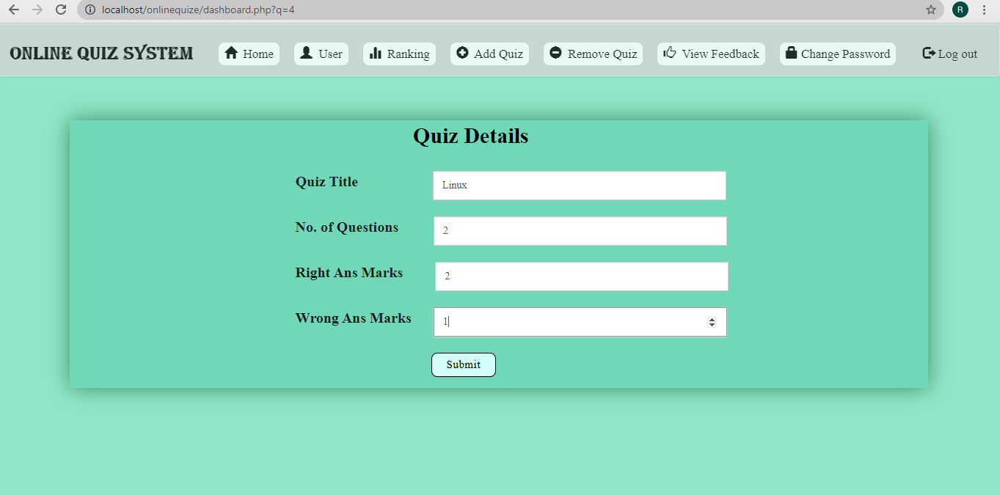 localhost/onlinequize/dashboard.php?q=4
R
ONLINE QUIZ SYSTEM Home User Ranking Add Quiz Remove Quiz View Feedback Change Password Log out
Quiz Details
Quiz Title Linux
No. of Questions 2
Right Ans Marks 2
Wrong Ans Marks 1
Submit